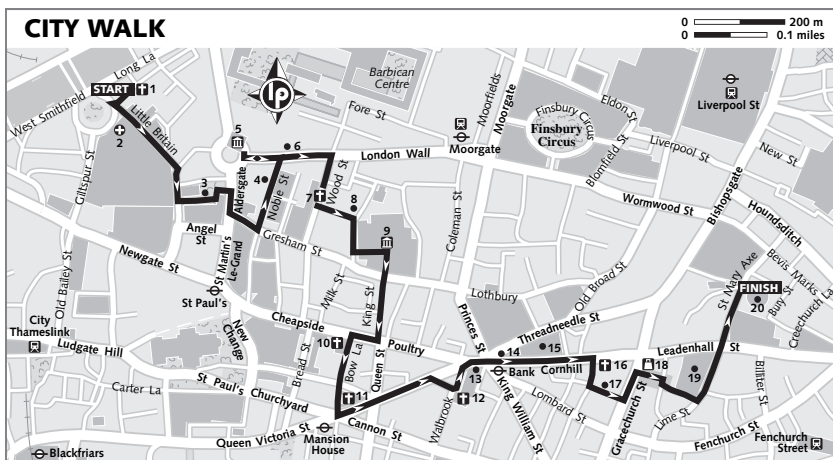 CITY WALK
0 200 m
0 0.1 miles
Long La
START
1
West Smithfield
Little Britain
2
Giltspur St
lp
Barbican
Centre
Fore St
5
6
London Wall
Moorfields
Moorgate
Moorgate
Finsbury
Circus
Finsbury
Circus
Eldon St
Blomfield St
Liverpool St
Liverpool St
New St
Bishopsgate
Wormwood St
Houndsditch
3
4
Aldersgate
Noble St
7
Wood St
8
9
Coleman St
Angel
St
St Martin's
Le-Grand
Gresham St
Newgate St
Old Bailey St
St Paul's
Milk St
King St
Lothbury
Old Broad St
St Mary Axe
Bevis Marks
FINISH
20
Bury St
Creechurch La
City
Thameslink
Ludgate Hill
New
Change
Cheapside
Princes St
Threadneedle St
10
Poultry
14
15
Bank
Cornhill
16
18
Leadenhall St
Carter La
St Paul's
Churchyard
Bread St
Bow La
Queen St
11
13
12
Walbrook
King William St
Lombard St
17
19
Billiter St
Gracechurch St
Lime St
Fenchurch St
Fenchurch
Street
Blackfriars
Queen Victoria St
Mansion
House
Cannon St